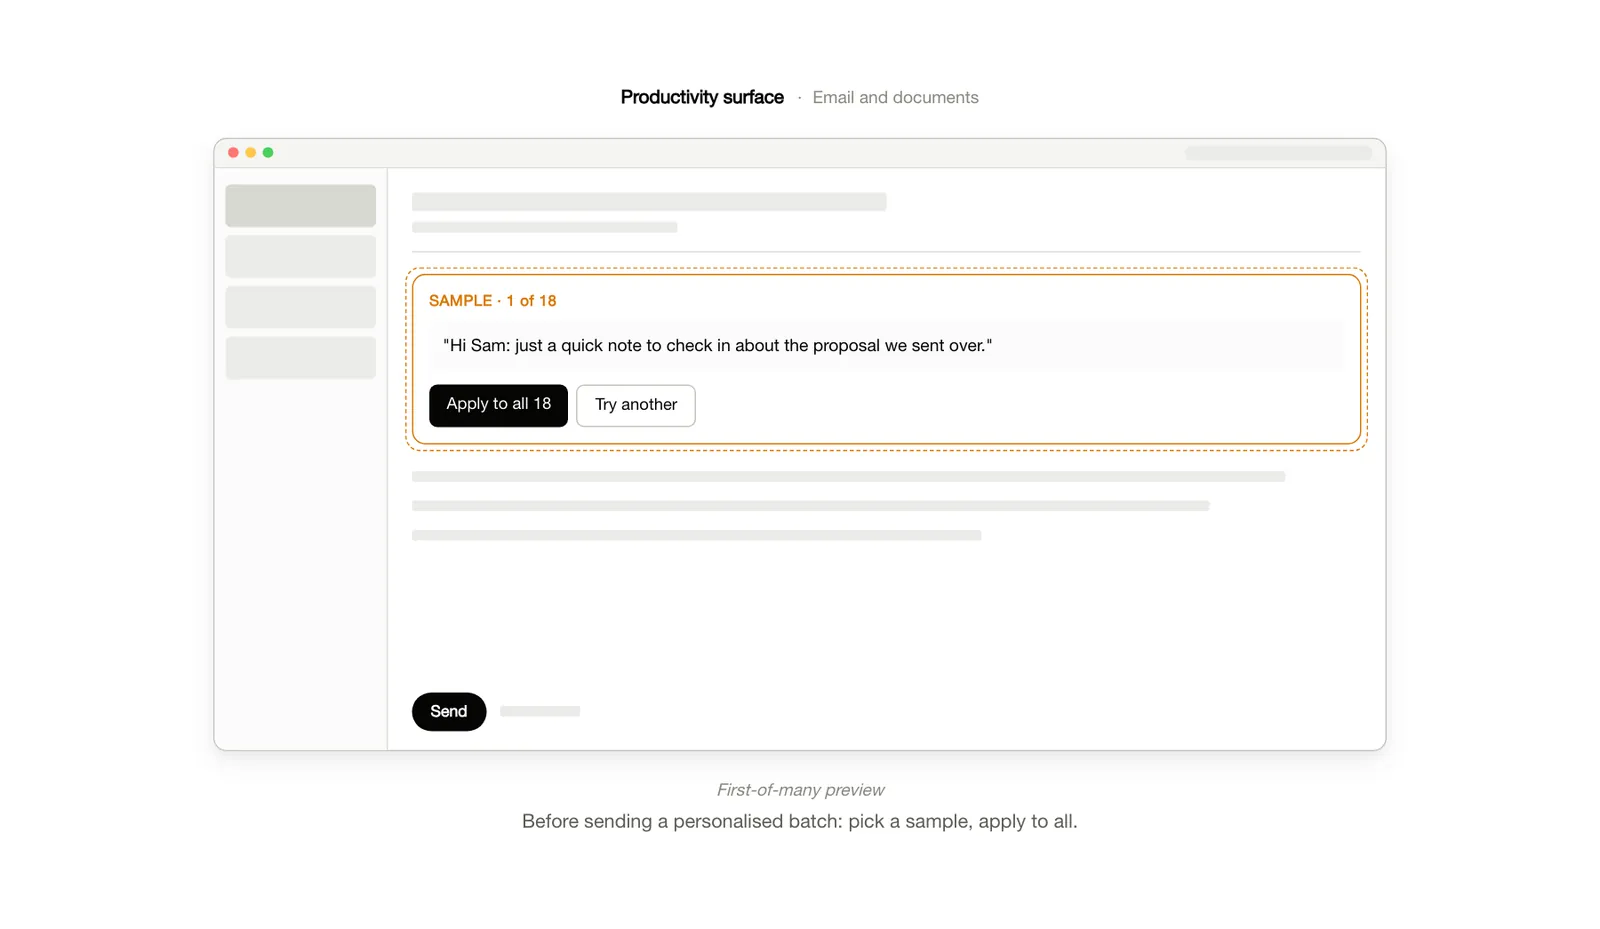 Productivity surface · Email and documents
SAMPLE · 1 of 18
"Hi Sam: just a quick note to check in about the proposal we sent over."
Apply to all 18 Try another
Send
First-of-many preview
Before sending a personalised batch: pick a sample, apply to all.